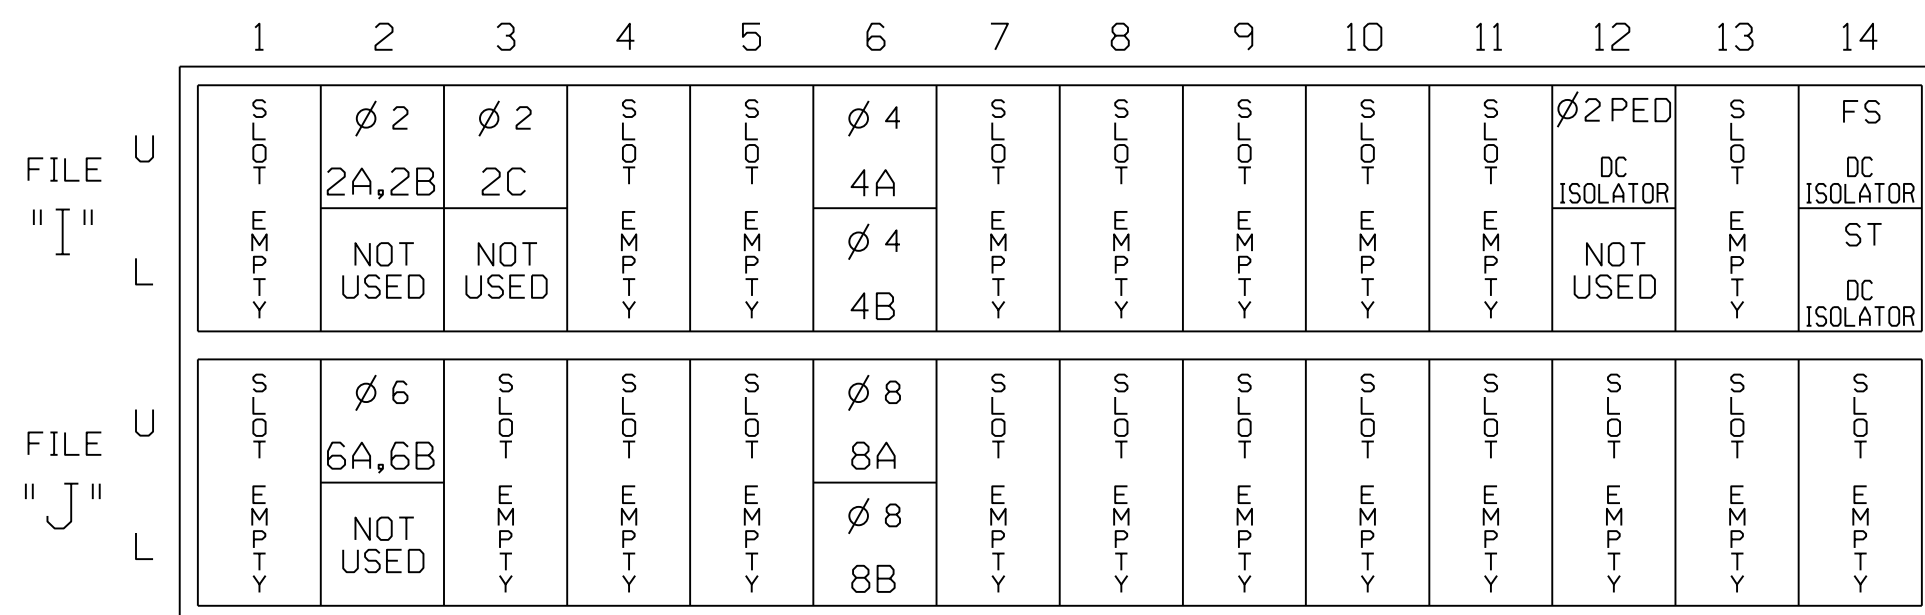 1 2 3 4 5 6 7 8 9 10 11 12 13 14
FILE "I"
U
L
SLOT EMPTY
Ø 2
2A,2B
NOT
USED
Ø 2
2C
NOT
USED
SLOT EMPTY
SLOT EMPTY
Ø 4
4A
Ø 4
4B
SLOT EMPTY
SLOT EMPTY
SLOT EMPTY
SLOT EMPTY
SLOT EMPTY
Ø2 PED
DC
ISOLATOR
NOT
USED
SLOT EMPTY
FS
DC
ISOLATOR
ST
DC
ISOLATOR
FILE "J"
U
L
SLOT EMPTY
Ø 6
6A,6B
NOT
USED
SLOT EMPTY
SLOT EMPTY
SLOT EMPTY
Ø 8
8A
Ø 8
8B
SLOT EMPTY
SLOT EMPTY
SLOT EMPTY
SLOT EMPTY
SLOT EMPTY
SLOT EMPTY
SLOT EMPTY
SLOT EMPTY